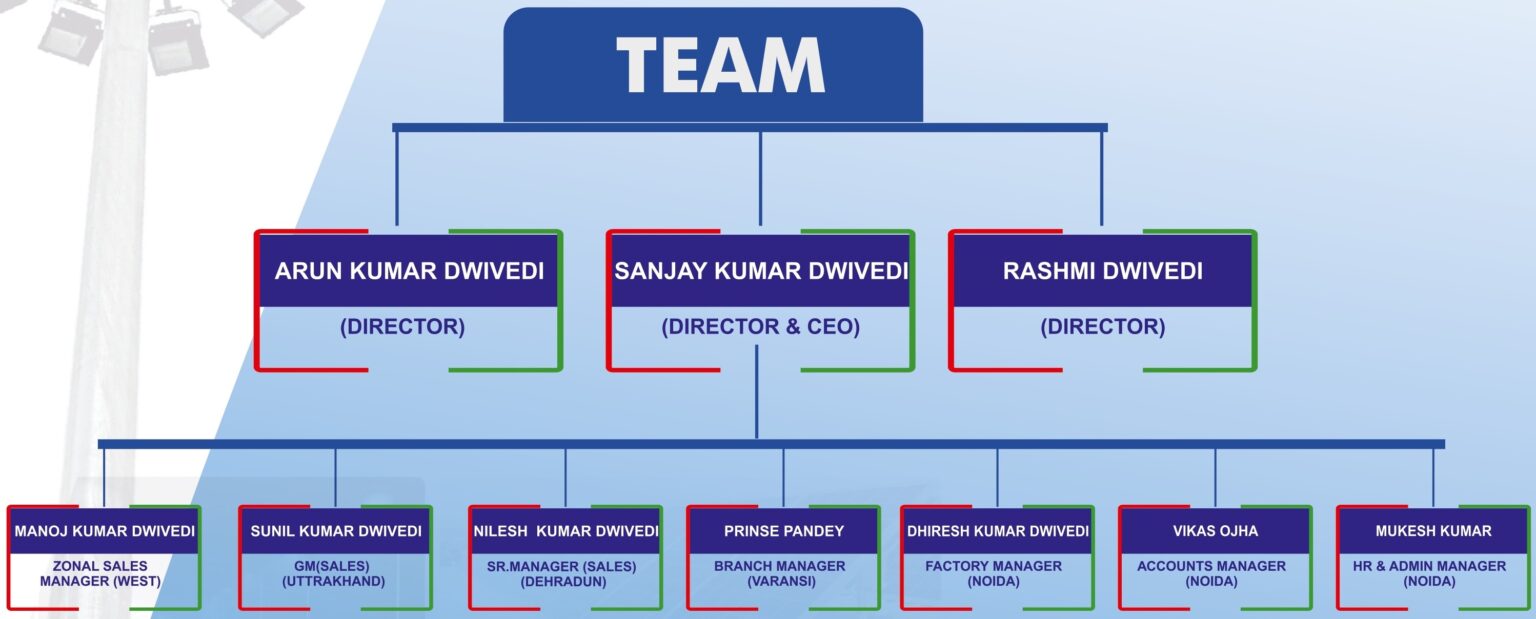 TEAM
ARUN KUMAR DWIVEDI
(DIRECTOR)
SANJAY KUMAR DWIVEDI
(DIRECTOR & CEO)
RASHMI DWIVEDI
(DIRECTOR)
MANOJ KUMAR DWIVEDI
ZONAL SALES
MANAGER (WEST)
SUNIL KUMAR DWIVEDI
GM(SALES)
(UTTRAKHAND)
NILESH KUMAR DWIVEDI
SR.MANAGER (SALES)
(DEHRADUN)
PRINSE PANDEY
BRANCH MANAGER
(VARANSI)
DHIRESH KUMAR DWIVEDI
FACTORY MANAGER
(NOIDA)
VIKAS OJHA
ACCOUNTS MANAGER
(NOIDA)
MUKESH KUMAR
HR & ADMIN MANAGER
(NOIDA)